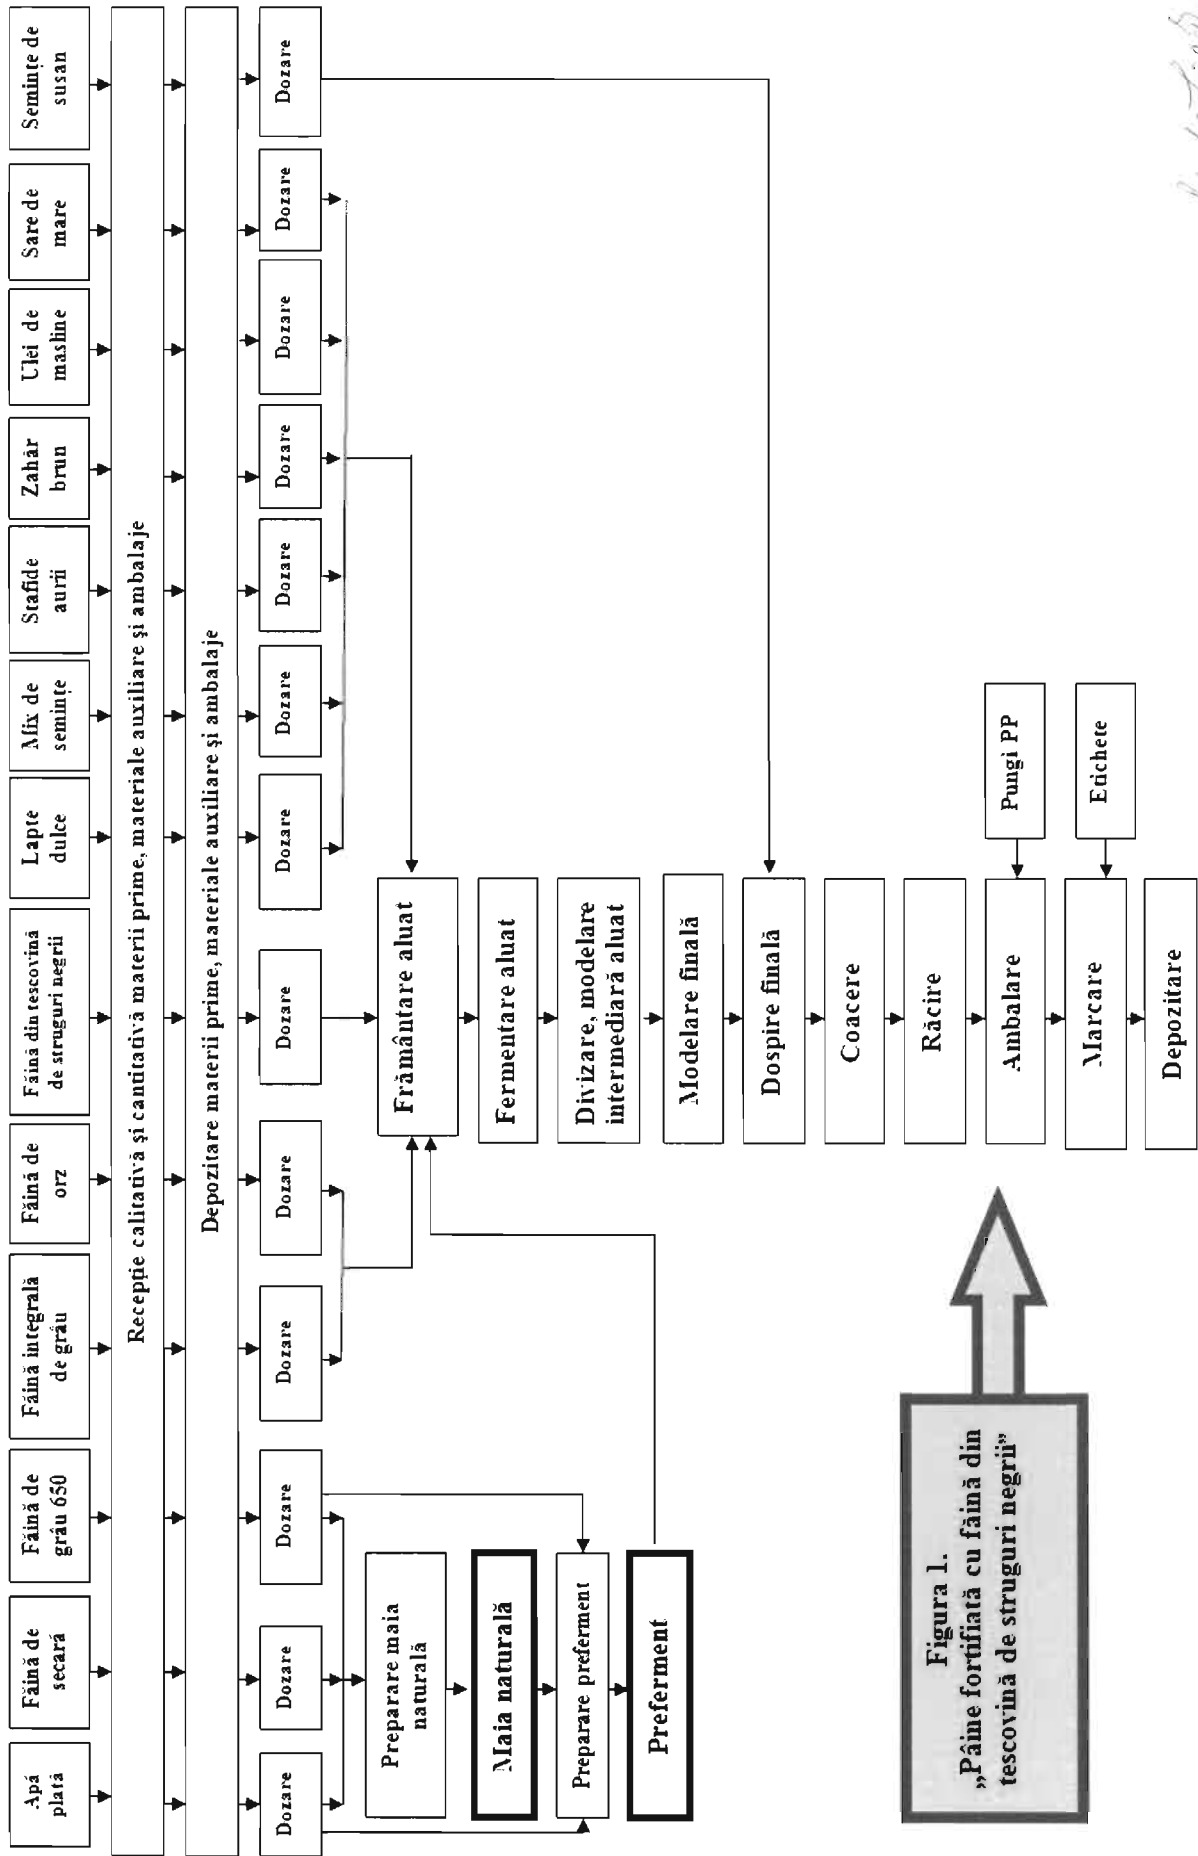 Apă
plată
Făină de
secară
Făină de
grâu 650
Făină integrală
de grâu
Făină de
orz
Făină din tescovină
de struguri negrii
Lapte
dulce
Mix de
semințe
Stafide
aurii
Zahăr
brun
Ulei de
masline
Sare de
mare
Semințe de
susan
Recepție calitativă și cantitativă materii prime, materiale auxiliare și ambalaje
Depozitare materii prime, materiale auxiliare și ambalaje
Dozare
Dozare
Dozare
Dozare
Dozare
Dozare
Dozare
Dozare
Dozare
Dozare
Dozare
Dozare
Dozare
Preparare maia
naturală
Maia naturală
Preparare preferment
Preferment
Frământare aluat
Fermentare aluat
Divizare, modelare
intermediară aluat
Modelare finală
Dospire finală
Coacere
Răcire
Ambalare
Pungi PP
Marcare
Etichete
Depozitare
Figura 1.
„Pâine fortifiată cu făină din
tescovină de struguri negrii”